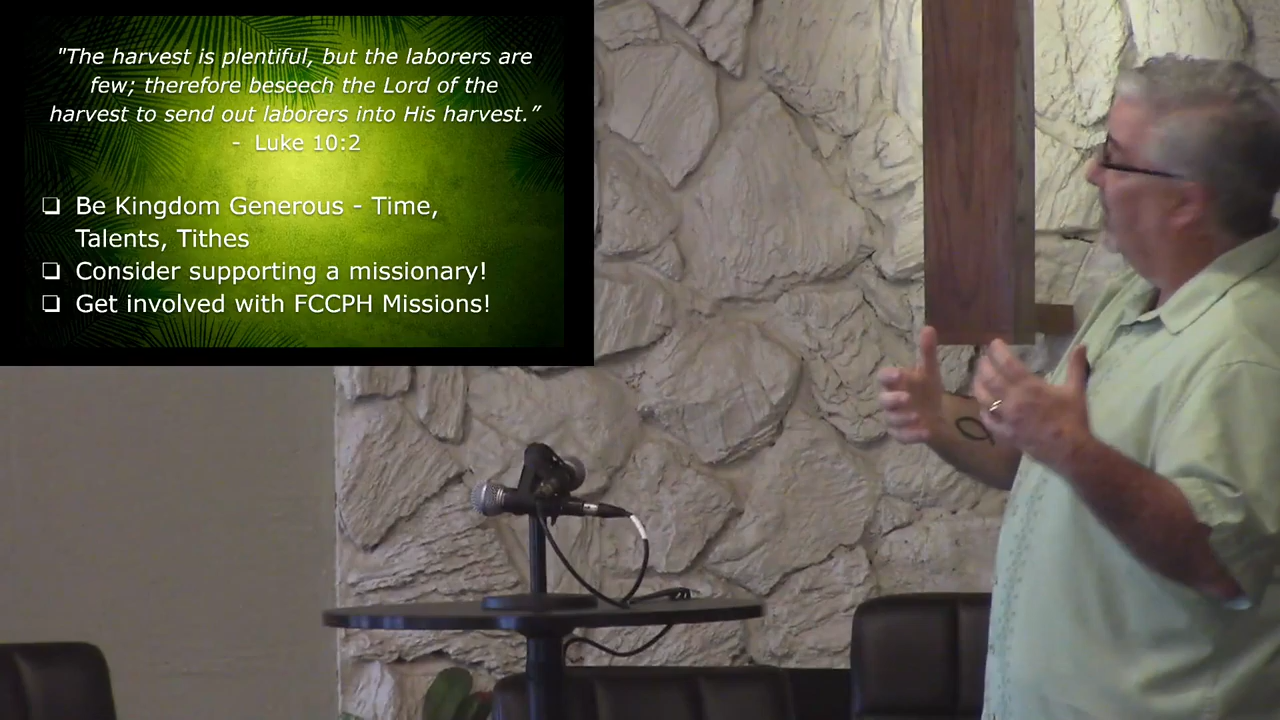 "The harvest is plentiful, but the laborers are
few; therefore beseech the Lord of the
harvest to send out laborers into His harvest.”
- Luke 10:2
❑ Be Kingdom Generous - Time,
Talents, Tithes
❑ Consider supporting a missionary!
❑ Get involved with FCCPH Missions!